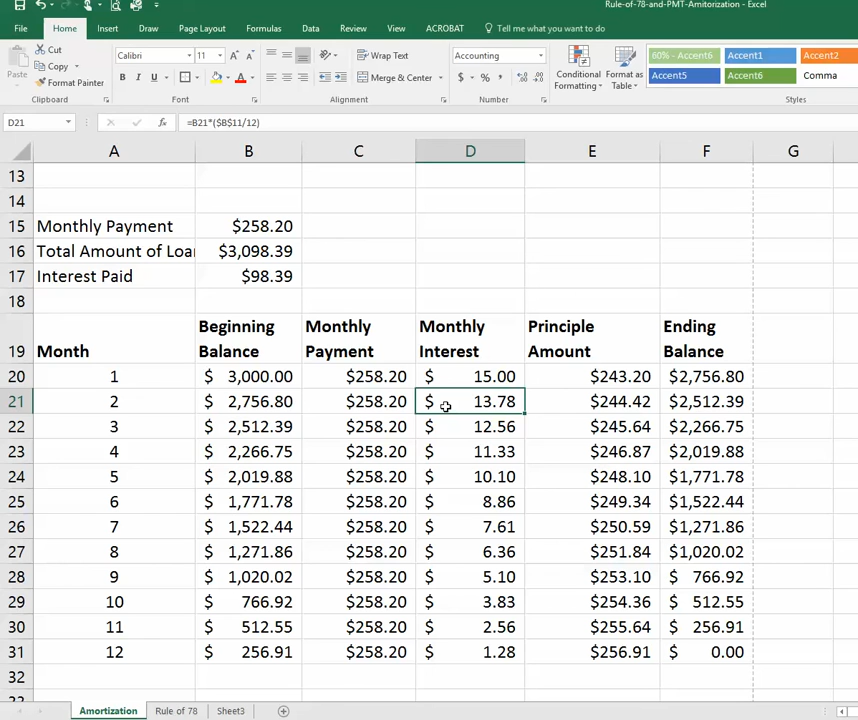 Rule-of-78-and-PMT-Amitorization - Excel
File Home Insert Draw Page Layout Formulas Data Review View ACROBAT Tell me what you want to do
Paste
Cut
Copy
Format Painter
Clipboard
Calibri 11 A A
B I U A
Font
Wrap Text
Merge & Center
Alignment
Accounting
$ % ,
Number
Conditional Formatting
Format as Table
60% - Accent6 Accent1 Accent2
Accent5 Accent6 Comma
Styles
D21 fx =B21*($B$11/12)
A B C D E F G
13
14
15 Monthly Payment $258.20
16 Total Amount of Loa $3,098.39
17 Interest Paid $98.39
18
19 Month Beginning Balance Monthly Payment Monthly Interest Principle Amount Ending Balance
20 1 $ 3,000.00 $258.20 $ 15.00 $243.20 $2,756.80
21 2 $ 2,756.80 $258.20 $ 13.78 $244.42 $2,512.39
22 3 $ 2,512.39 $258.20 $ 12.56 $245.64 $2,266.75
23 4 $ 2,266.75 $258.20 $ 11.33 $246.87 $2,019.88
24 5 $ 2,019.88 $258.20 $ 10.10 $248.10 $1,771.78
25 6 $ 1,771.78 $258.20 $ 8.86 $249.34 $1,522.44
26 7 $ 1,522.44 $258.20 $ 7.61 $250.59 $1,271.86
27 8 $ 1,271.86 $258.20 $ 6.36 $251.84 $1,020.02
28 9 $ 1,020.02 $258.20 $ 5.10 $253.10 $ 766.92
29 10 $ 766.92 $258.20 $ 3.83 $254.36 $ 512.55
30 11 $ 512.55 $258.20 $ 2.56 $255.64 $ 256.91
31 12 $ 256.91 $258.20 $ 1.28 $256.91 $ 0.00
32
Amortization Rule of 78 Sheet3